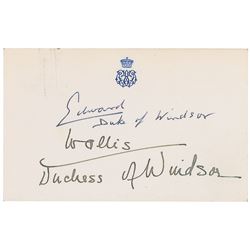 Edward
Duke of Windsor
Wallis
Duchess of Windsor